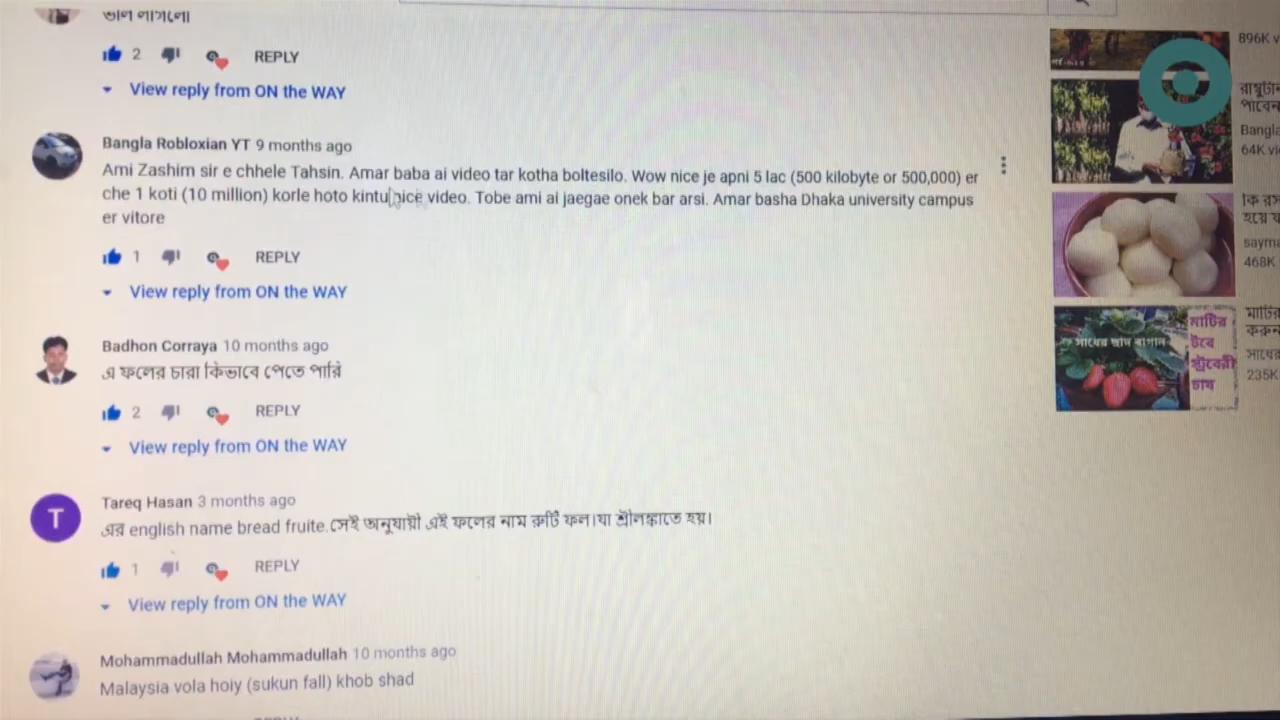 ভাল লাগলো
2 REPLY
View reply from ON the WAY
Bangla Robloxian YT 9 months ago
Ami Zashim sir e chhele Tahsin. Amar baba ai video tar kotha boltesilo. Wow nice je apni 5 lac (500 kilobyte or 500,000) er
che 1 koti (10 million) korle hoto kintu nice video. Tobe ami ai jaegae onek bar arsi. Amar basha Dhaka university campus
er vitore
1 REPLY
View reply from ON the WAY
Badhon Corraya 10 months ago
এ ফলের চারা কিভাবে পেতে পারি
2 REPLY
View reply from ON the WAY
Tareq Hasan 3 months ago
এর english name bread fruite.সেই অনুযায়ী এই ফলের নাম রুটি ফল।যা শ্রীলঙ্কাতে হয়।
1 REPLY
View reply from ON the WAY
Mohammadullah Mohammadullah 10 months ago
Malaysia vola hoiy (sukun fall) khob shad
T
896K
পাবেন
Bangla
64K
কি
হয়ে
468K
মাটির
টবে
স্ট্রবেরী
চাষ
সাথের ছাদ বাগান
মাটির
করুন
235K